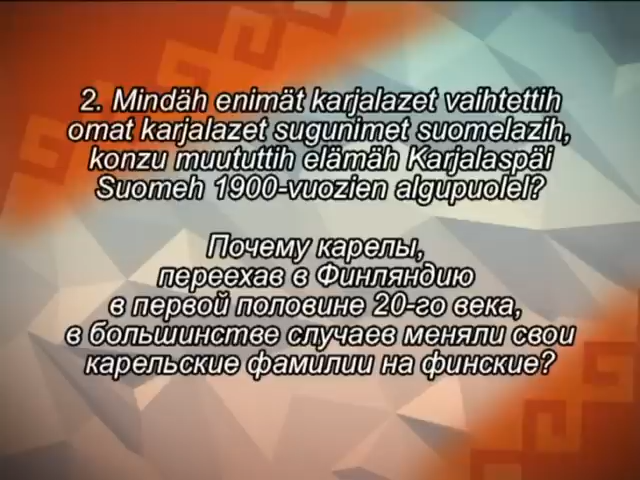 2. Mindäh enimät karjalazet vaihtettih
omat karjalazet sugunimet suomelazih,
konzu muututtih elämäh Karjalaspäi
Suomeh 1900-vuozien algupuolel?
Почему карелы,
переехав в Финляндию
в первой половине 20-го века,
в большинстве случаев меняли свои
карельские фамилии на финские?